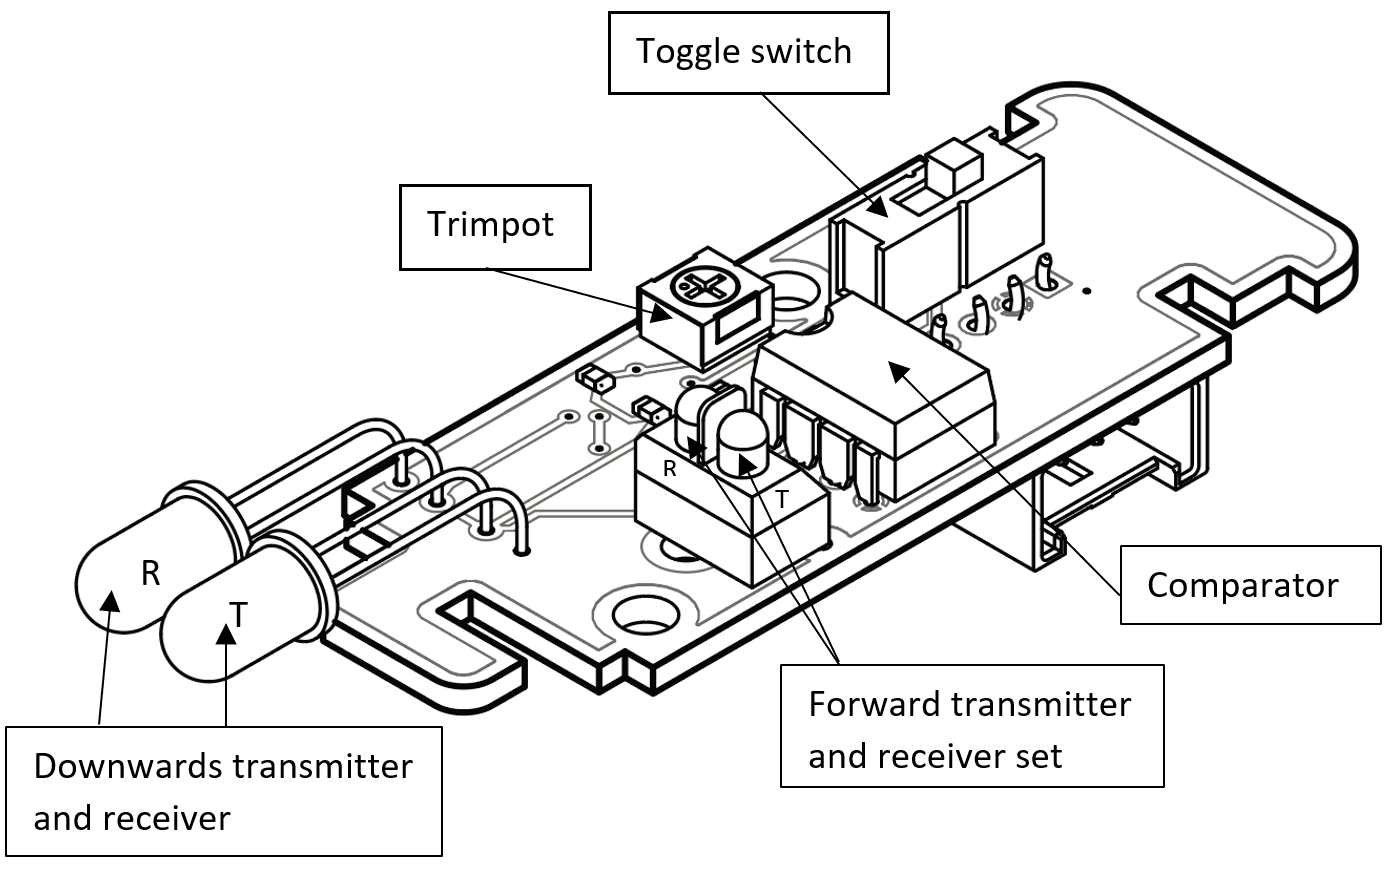 Toggle switch
Trimpot
R
T
R
T
Comparator
Forward transmitter
and receiver set
Downwards transmitter
and receiver